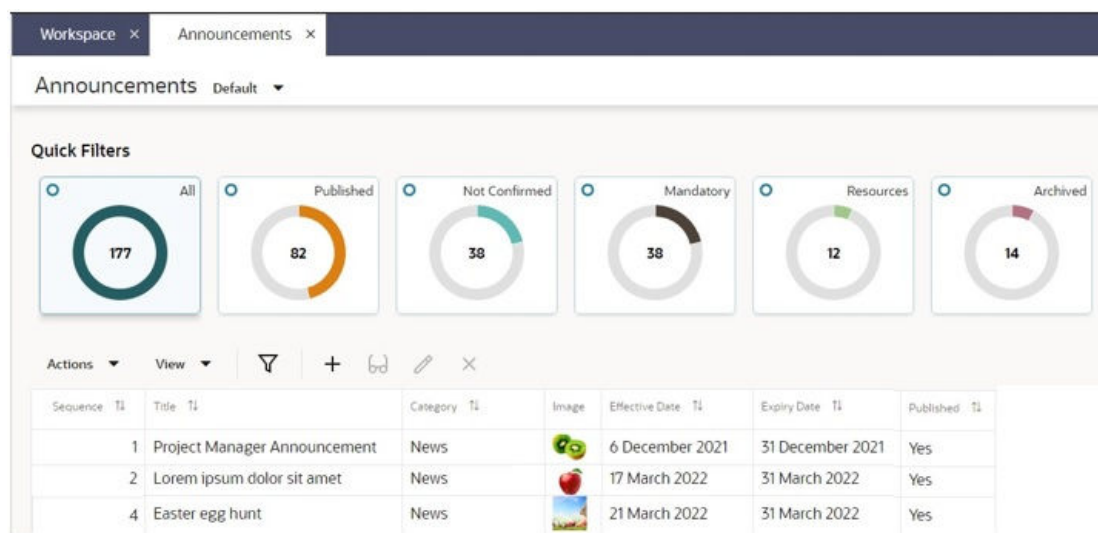 Workspace ×
Announcements ×
Announcements Default
Quick Filters
All
177
Published
82
Not Confirmed
38
Mandatory
38
Resources
12
Archived
14
Actions View
Sequence Title Category Image Effective Date Expiry Date Published
1 Project Manager Announcement News 6 December 2021 31 December 2021 Yes
2 Lorem ipsum dolor sit amet News 17 March 2022 31 March 2022 Yes
4 Easter egg hunt News 21 March 2022 31 March 2022 Yes